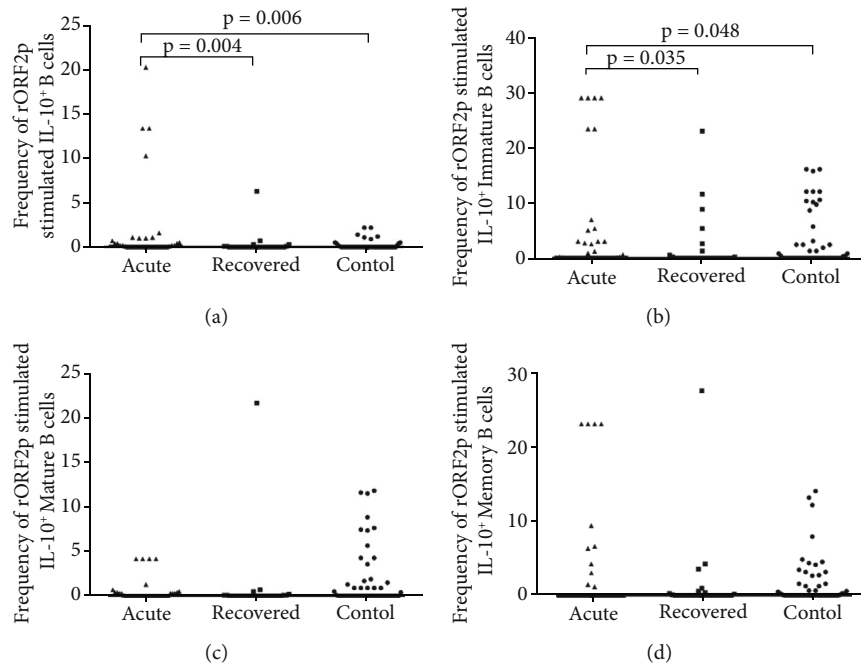 p = 0.006
p = 0.004
Frequency of rORF2p
stimulated IL-10⁺ B cells
25
20
15
10
5
0
Acute
Recovered
Contol
(a)
p = 0.048
p = 0.035
Frequency of rORF2p stimulated
IL-10⁺ Immature B cells
40
30
20
10
0
Acute
Recovered
Contol
(b)
Frequency of rORF2p stimulated
IL-10⁺ Mature B cells
25
20
15
10
5
0
Acute
Recovered
Contol
(c)
Frequency of rORF2p stimulated
IL-10⁺ Memory B cells
30
20
10
0
Acute
Recovered
Contol
(d)